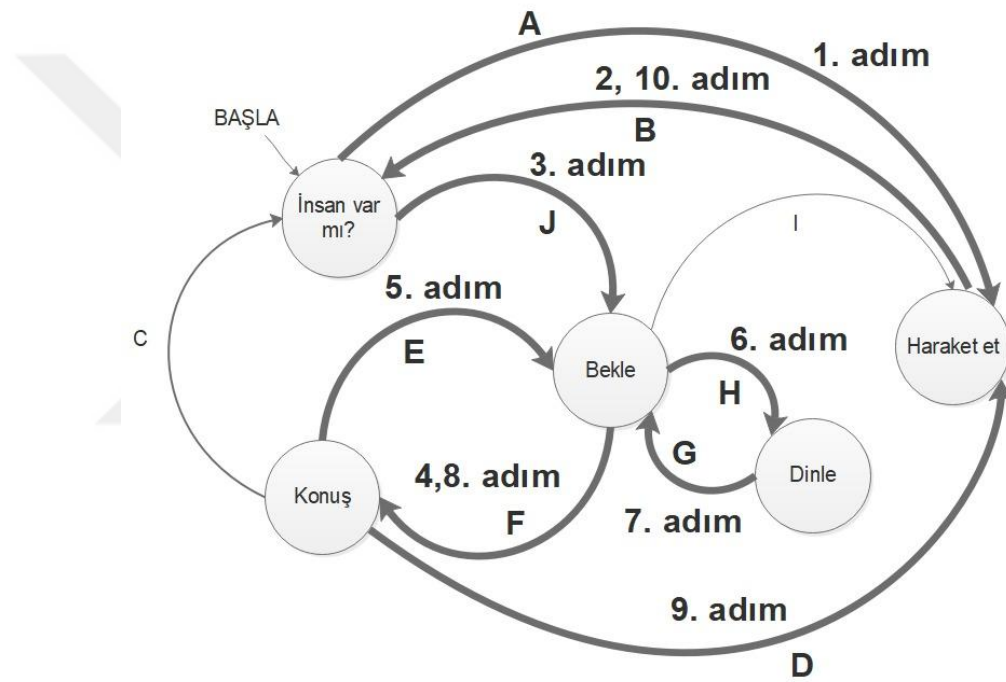 A
1. adım
2, 10. adım
BAŞLA
B
3. adım
İnsan var
mı?
J
I
5. adım
C
E
6. adım
Haraket et
Bekle
H
G
4,8. adım
Dinle
Konuş
F
7. adım
9. adım
D